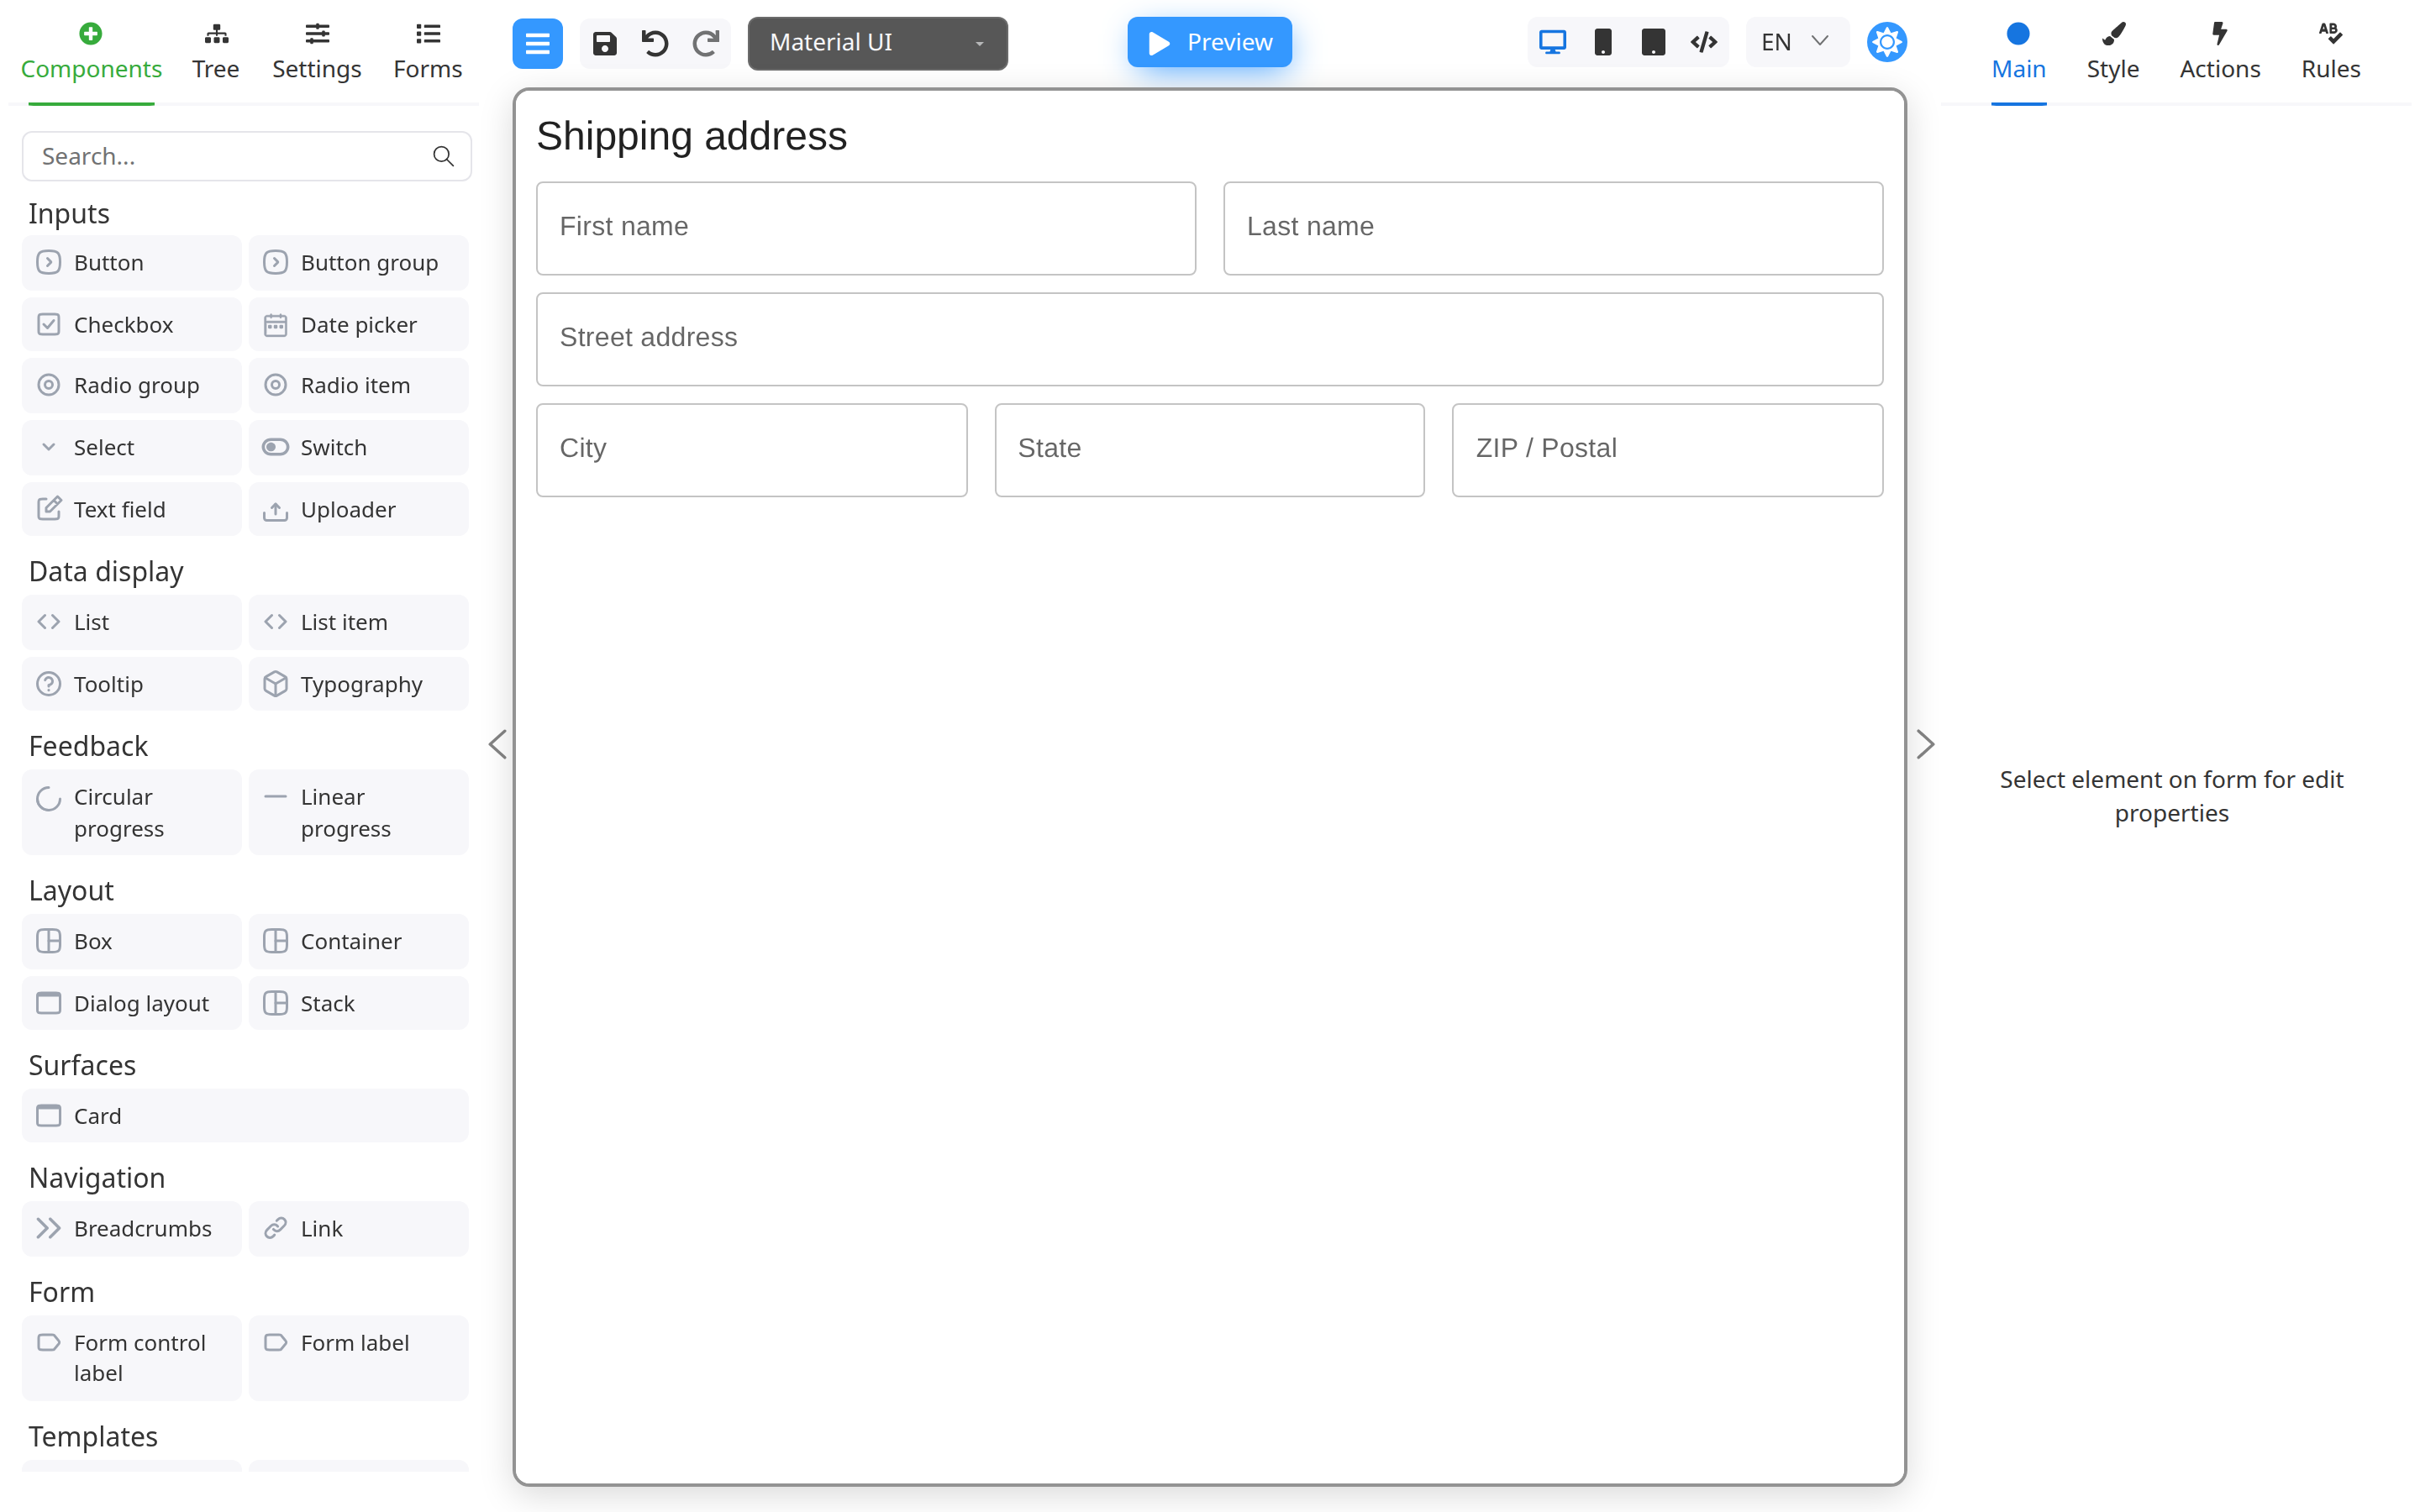 Components
Tree
Settings
Forms
Material UI
Preview
EN
Main
Style
Actions
Rules
Search...
Inputs
Button
Button group
Checkbox
Date picker
Radio group
Radio item
Select
Switch
Text field
Uploader
Data display
List
List item
Tooltip
Typography
Feedback
Circular
progress
Linear
progress
Layout
Box
Container
Dialog layout
Stack
Surfaces
Card
Navigation
Breadcrumbs
Link
Form
Form control
label
Form label
Templates
Shipping address
First name
Last name
Street address
City
State
ZIP / Postal
Select element on form for edit
properties
AB